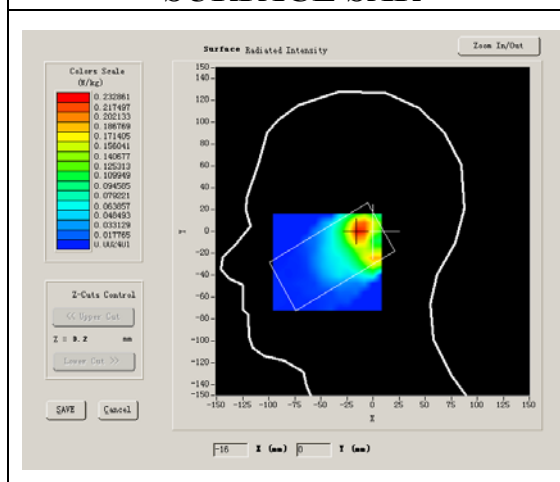 SURFACE SAR
Surface Radiated Intensity
Zoom In/Out
Colors Scale
(W/kg)
0.232861
0.217497
0.202133
0.186769
0.171405
0.156041
0.140677
0.125313
0.109949
0.094585
0.079221
0.063857
0.048493
0.033129
0.017765
0.002401
150
140
120
100
80
60
40
20
0
-20
-40
-60
-80
-100
-120
-140
-150
Y
-150 -125 -100 -75 -50 -25 0 25 50 75 100 125 150
X
Z-Cuts Control
<< Upper Cut
Z = 9.2 mm
Lower Cut >>
SAVE Cancel
-16 X (mm) 0 Y (mm)